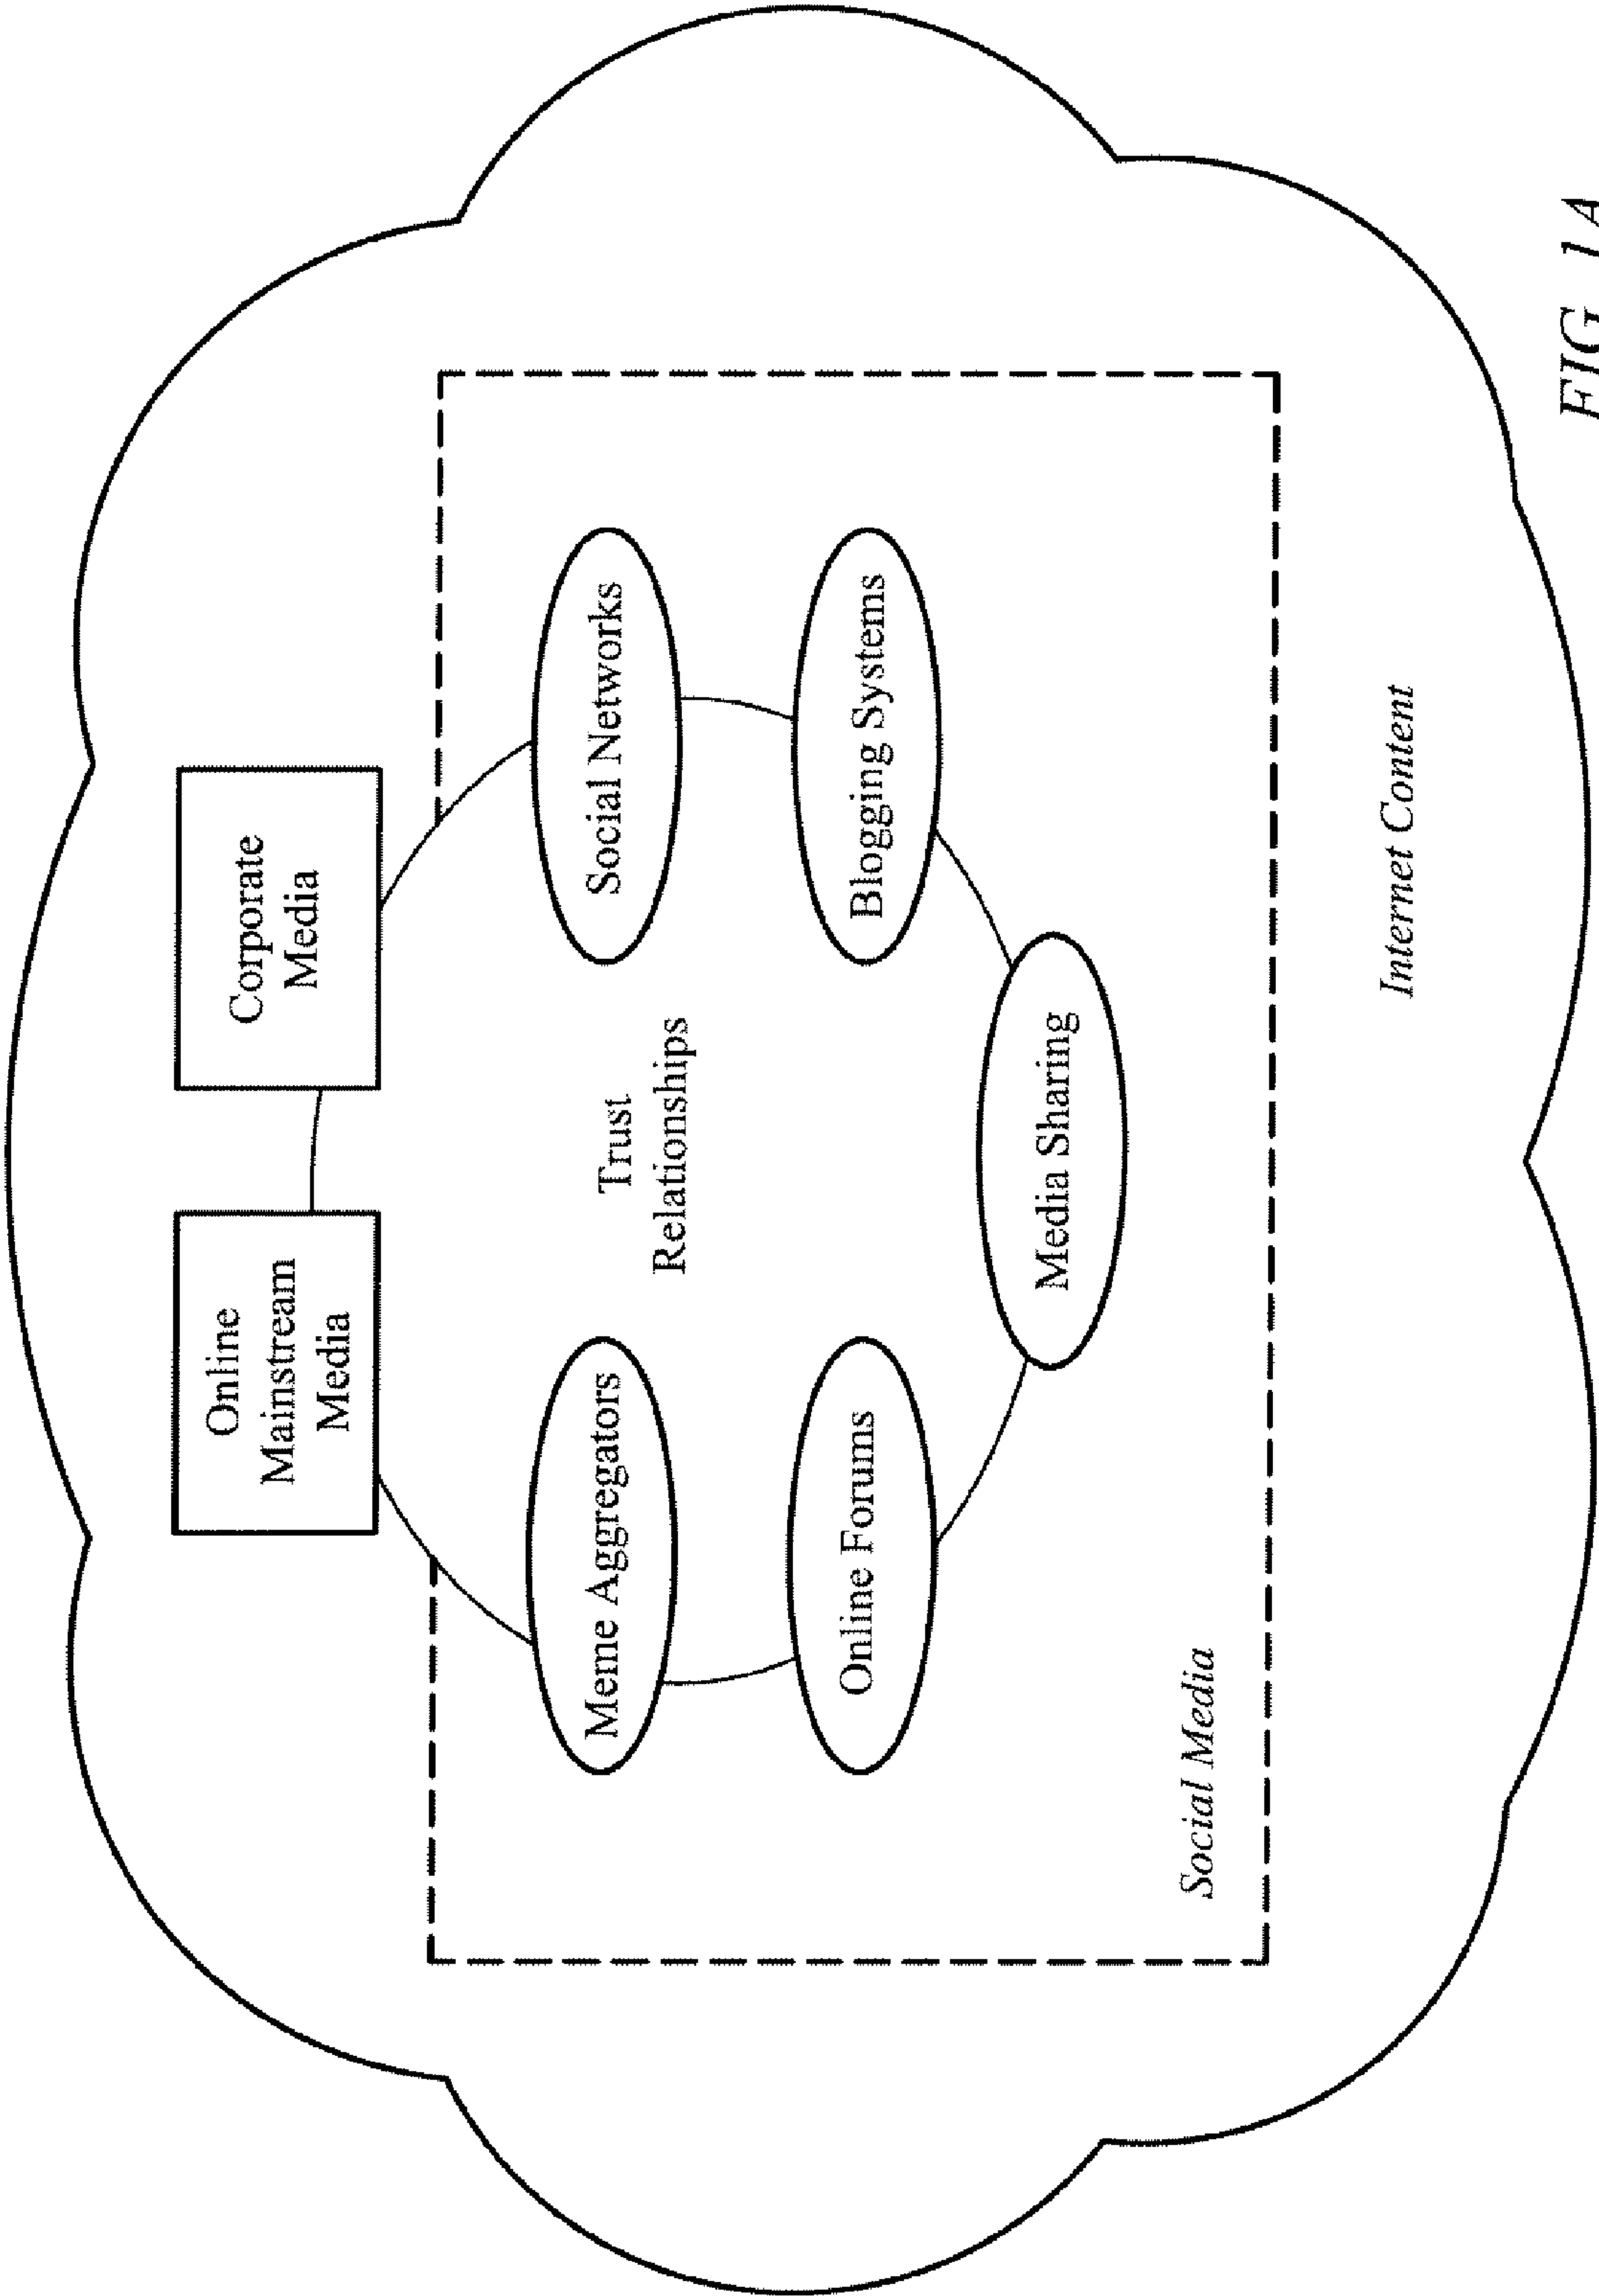 Online
Mainstream
Media
Corporate
Media
Trust
Relationships
Meme Aggregators
Social Networks
Online Forums
Blogging Systems
Media Sharing
Social Media
Internet Content
FIG. 1A